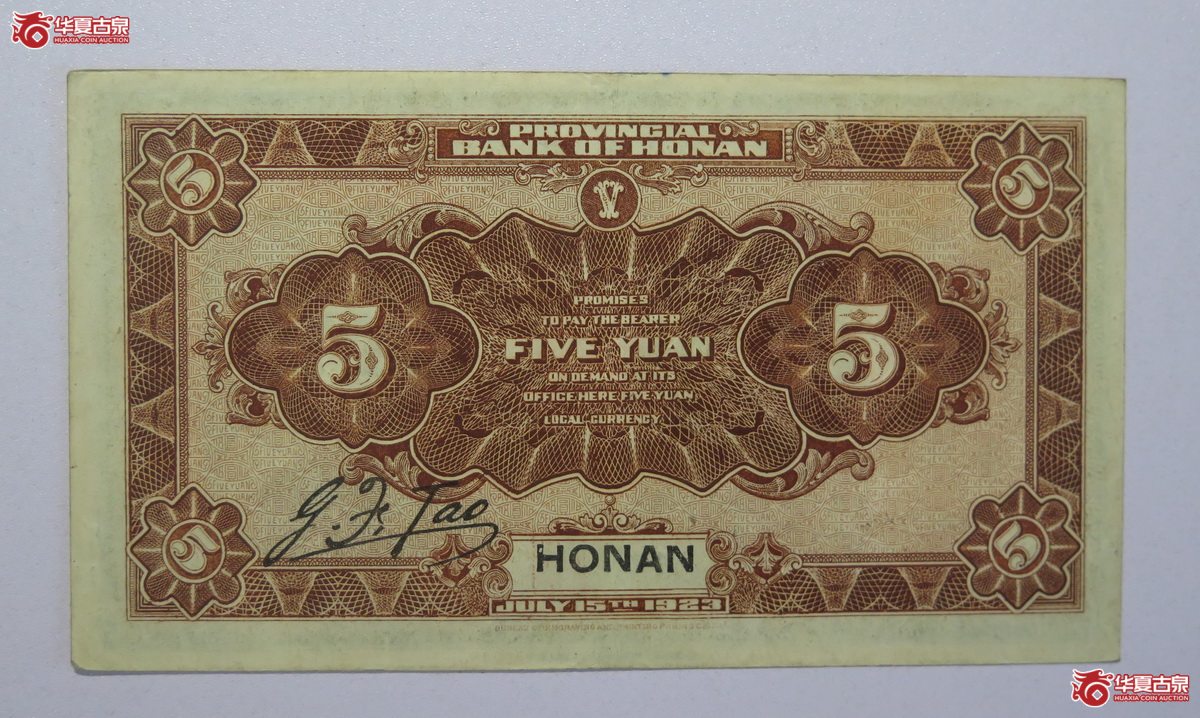 华夏古泉
HUAXIA COIN AUCTION
PROVINCIAL
BANK OF HONAN
5
5
PROMISES
TO PAY THE BEARER
FIVE YUAN
ON DEMAND AT ITS
OFFICE HERE FIVE YUAN
LOCAL CURRENCY
5
5
G. F. Tao
5
5
HONAN
JULY 15TH 1923
华夏古泉
HUAXIA COIN AUCTION